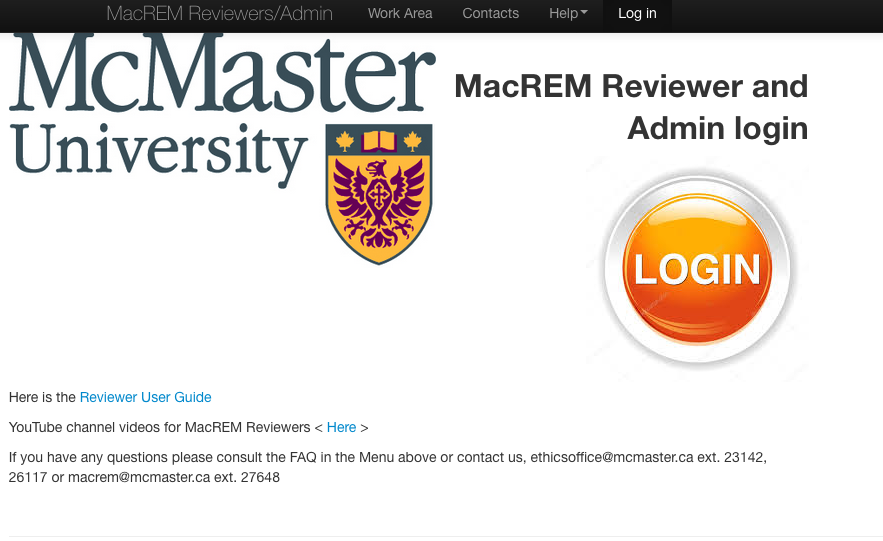 MacREM Reviewers/Admin Work Area Contacts Help Log in
McMaster
University
MacREM Reviewer and
Admin login
LOGIN
Here is the Reviewer User Guide
YouTube channel videos for MacREM Reviewers < Here >
If you have any questions please consult the FAQ in the Menu above or contact us, ethicsoffice@mcmaster.ca ext. 23142,
26117 or macrem@mcmaster.ca ext. 27648